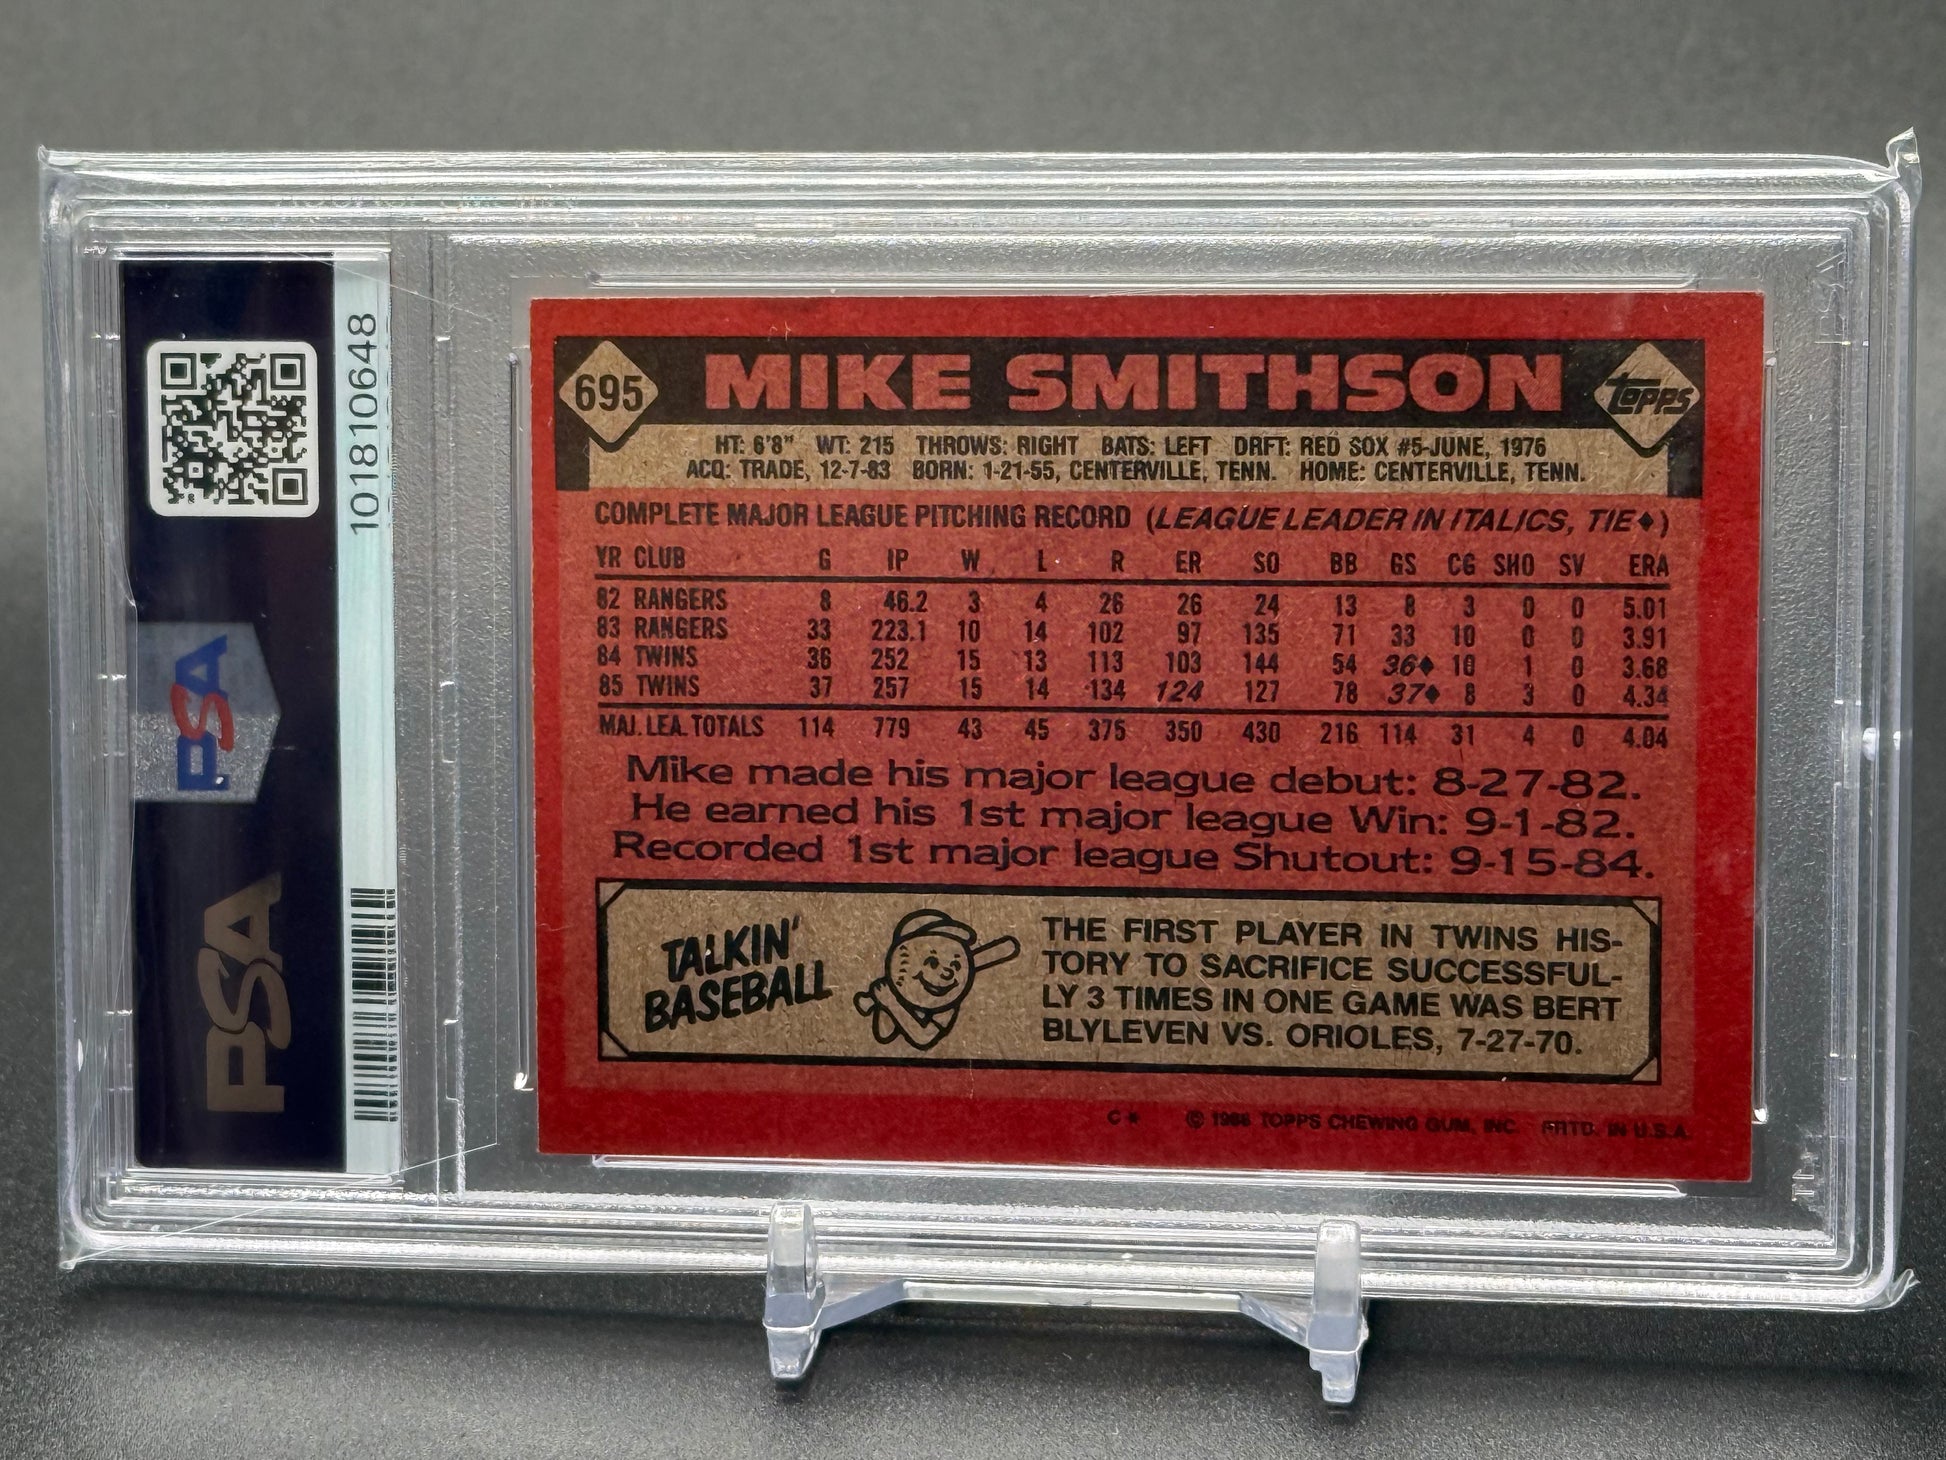 101810648
PSA
PSA
695
MIKE SMITHSON
topps
HT: 6'8" WT: 215 THROWS: RIGHT BATS: LEFT DRFT: RED SOX #5-JUNE, 1976
ACQ: TRADE, 12-7-83 BORN: 1-21-55, CENTERVILLE, TENN. HOME: CENTERVILLE, TENN.
COMPLETE MAJOR LEAGUE PITCHING RECORD (LEAGUE LEADER IN ITALICS, TIE♦)
YR CLUB G IP W L R ER SO BB GS CG SHO SV ERA
82 RANGERS 8 46.2 3 4 26 26 24 13 8 3 0 0 5.01
83 RANGERS 33 223.1 10 14 102 97 135 71 33 10 0 0 3.91
84 TWINS 36 252 15 13 113 103 144 54 36♦ 10 1 0 3.68
85 TWINS 37 257 15 14 134 124 127 78 37♦ 8 3 0 4.34
MAJ. LEA. TOTALS 114 779 43 45 375 350 430 216 114 31 4 0 4.04
Mike made his major league debut: 8-27-82.
He earned his 1st major league Win: 9-1-82.
Recorded 1st major league Shutout: 9-15-84.
TALKIN'
BASEBALL
THE FIRST PLAYER IN TWINS HIS-
TORY TO SACRIFICE SUCCESSFUL-
LY 3 TIMES IN ONE GAME WAS BERT
BLYLEVEN VS. ORIOLES, 7-27-70.
C * © 1986 TOPPS CHEWING GUM, INC. PRTD. IN U.S.A.